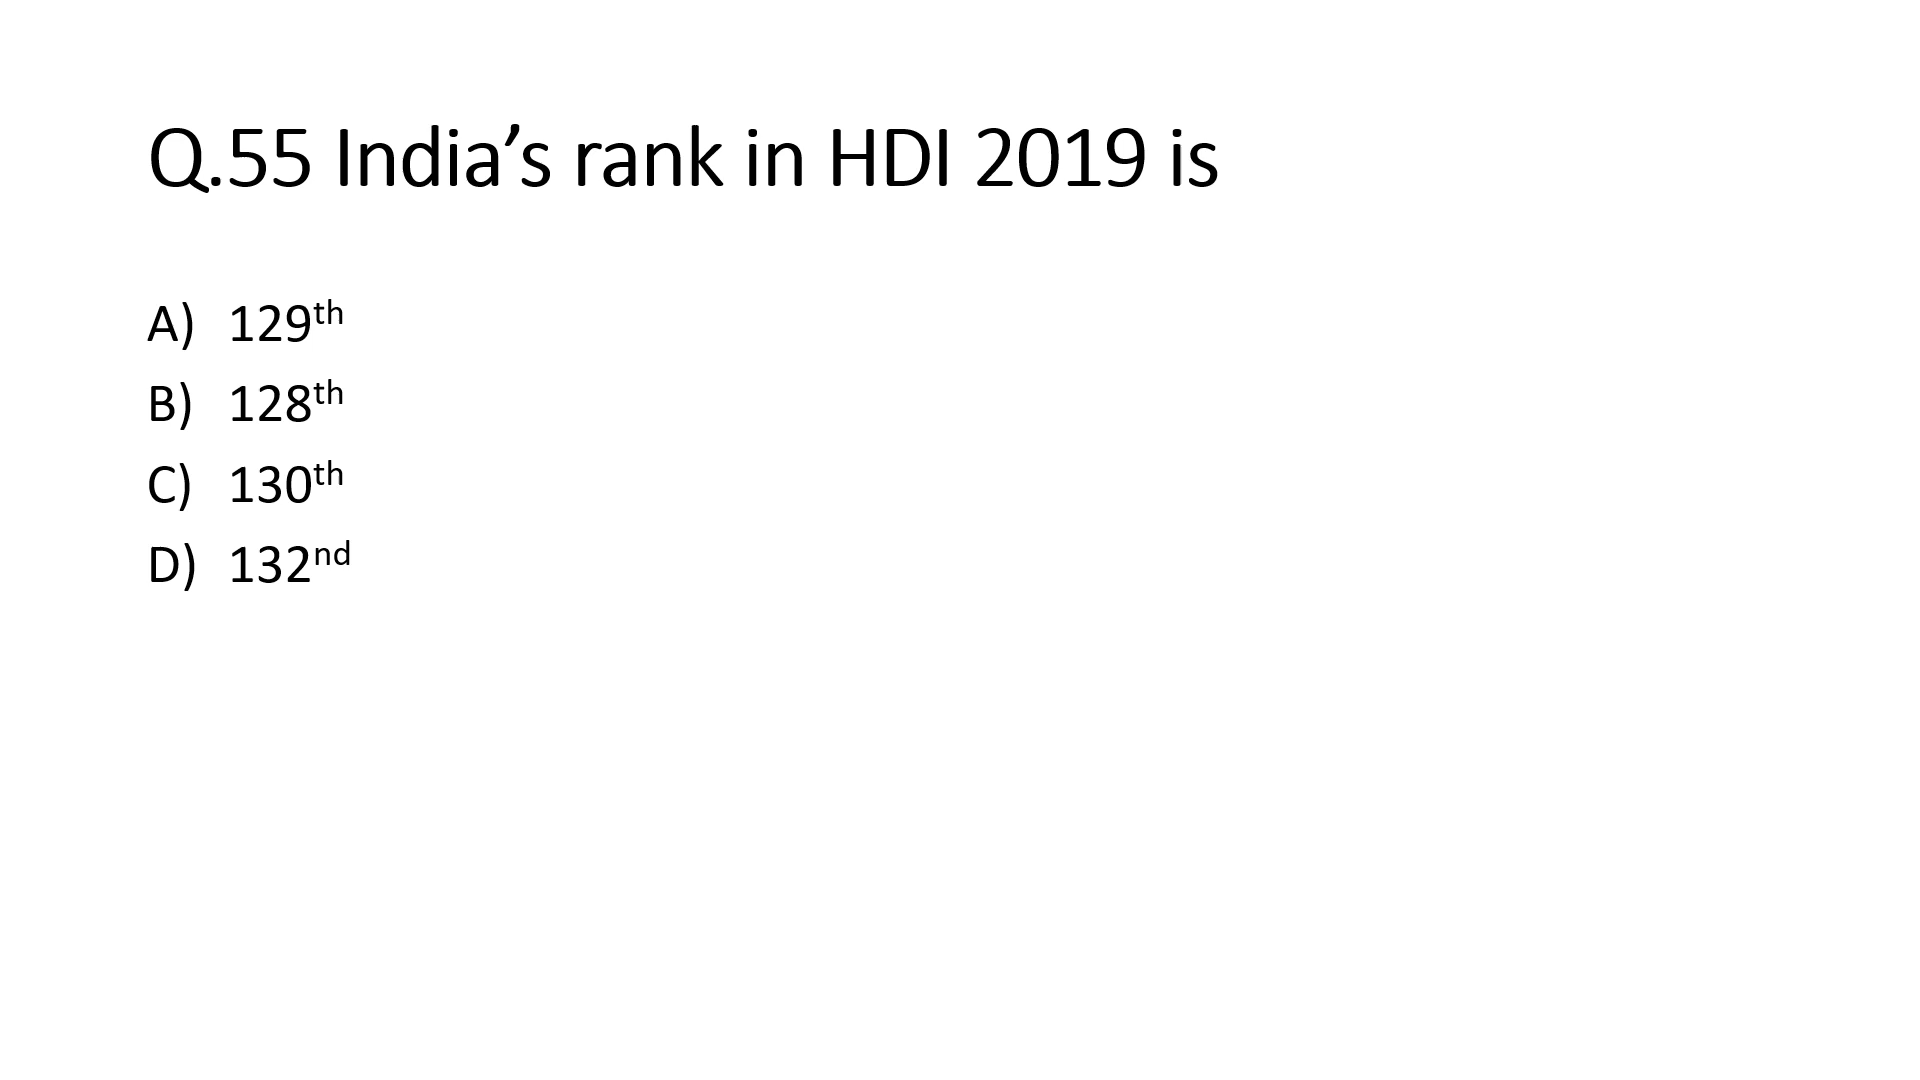 Q.55 India’s rank in HDI 2019 is
A) 129th
B) 128th
C) 130th
D) 132nd